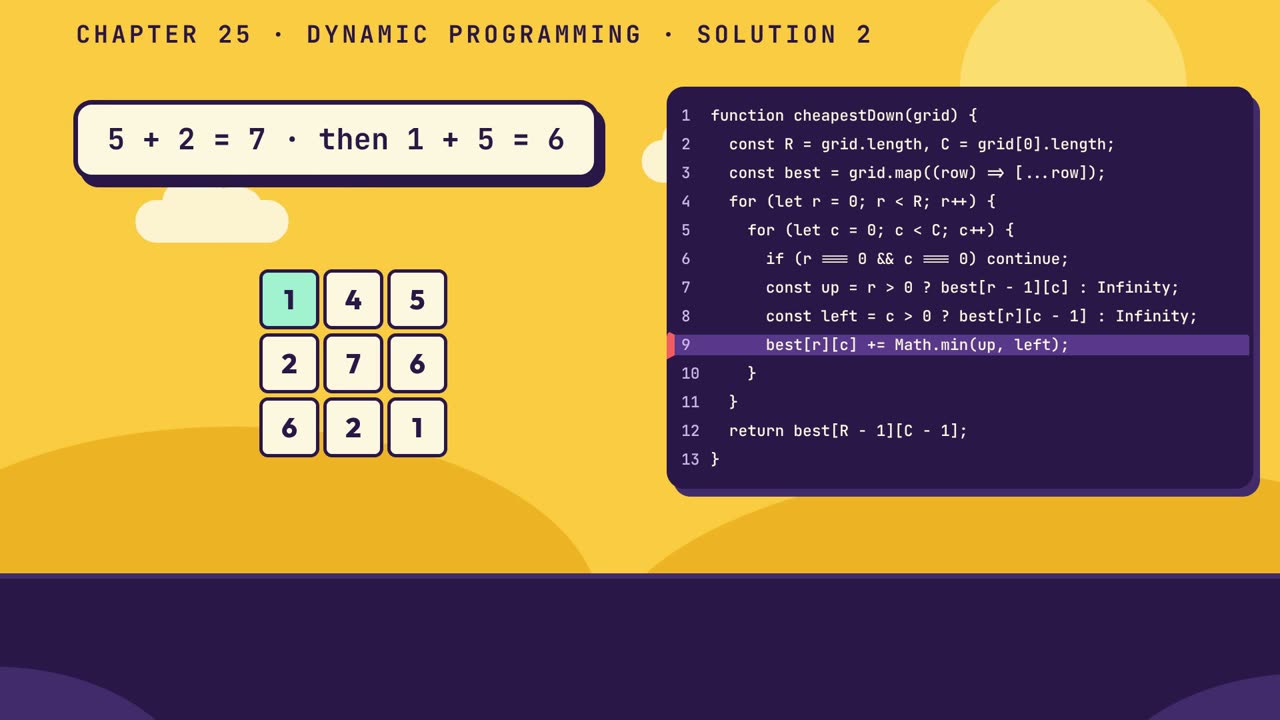 CHAPTER 25 · DYNAMIC PROGRAMMING · SOLUTION 2
5 + 2 = 7 · then 1 + 5 = 6
1 4 5
2 7 6
6 2 1
1 function cheapestDown(grid) {
2 const R = grid.length, C = grid[0].length;
3 const best = grid.map((row) => [...row]);
4 for (let r = 0; r < R; r++) {
5 for (let c = 0; c < C; c++) {
6 if (r === 0 && c === 0) continue;
7 const up = r > 0 ? best[r - 1][c] : Infinity;
8 const left = c > 0 ? best[r][c - 1] : Infinity;
9 best[r][c] += Math.min(up, left);
10 }
11 }
12 return best[R - 1][C - 1];
13 }